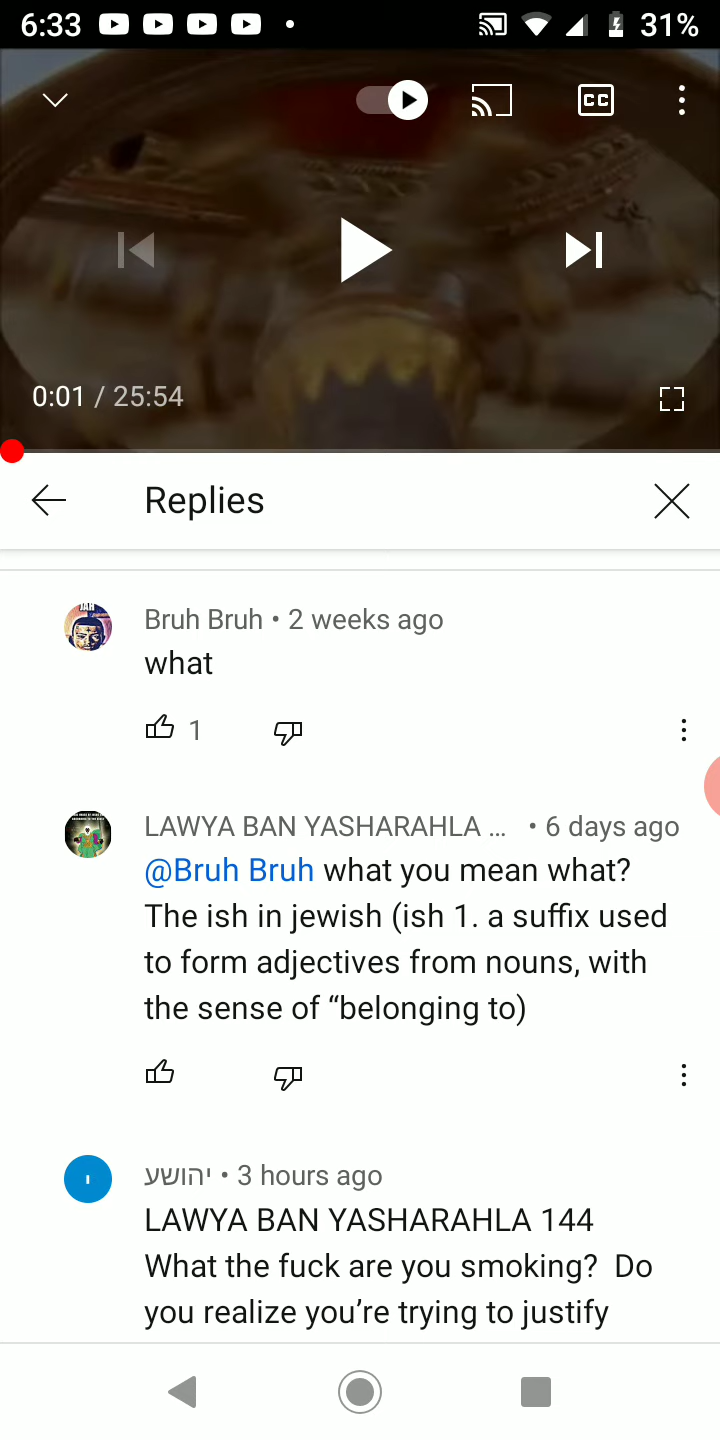 6:33 31%
CC
0:01 / 25:54
Replies
JAH
Bruh Bruh • 2 weeks ago
what
1
LAWYA BAN YASHARAHLA ... • 6 days ago
@Bruh Bruh what you mean what?
The ish in jewish (ish 1. a suffix used
to form adjectives from nouns, with
the sense of “belonging to)
י
יהושע • 3 hours ago
LAWYA BAN YASHARAHLA 144
What the fuck are you smoking?  Do
you realize you’re trying to justify